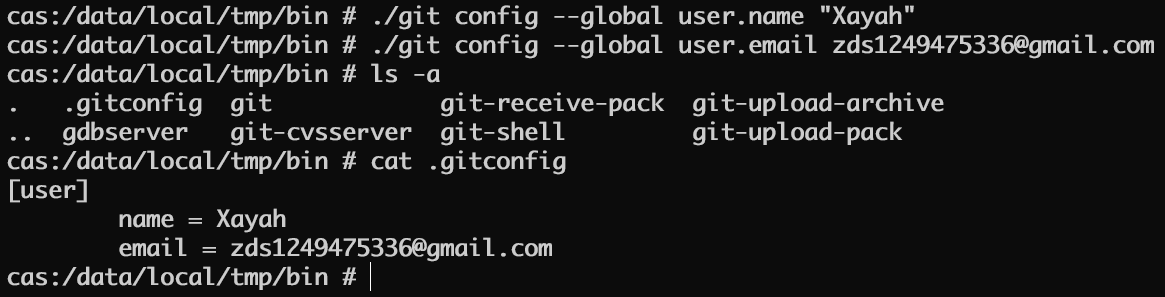 cas:/data/local/tmp/bin # ./git config --global user.name "Xayah"
cas:/data/local/tmp/bin # ./git config --global user.email zds1249475336@gmail.com
cas:/data/local/tmp/bin # ls -a
.   .gitconfig  git            git-receive-pack  git-upload-archive
..  gdbserver   git-cvsserver  git-shell         git-upload-pack
cas:/data/local/tmp/bin # cat .gitconfig
[user]
        name = Xayah
        email = zds1249475336@gmail.com
cas:/data/local/tmp/bin #